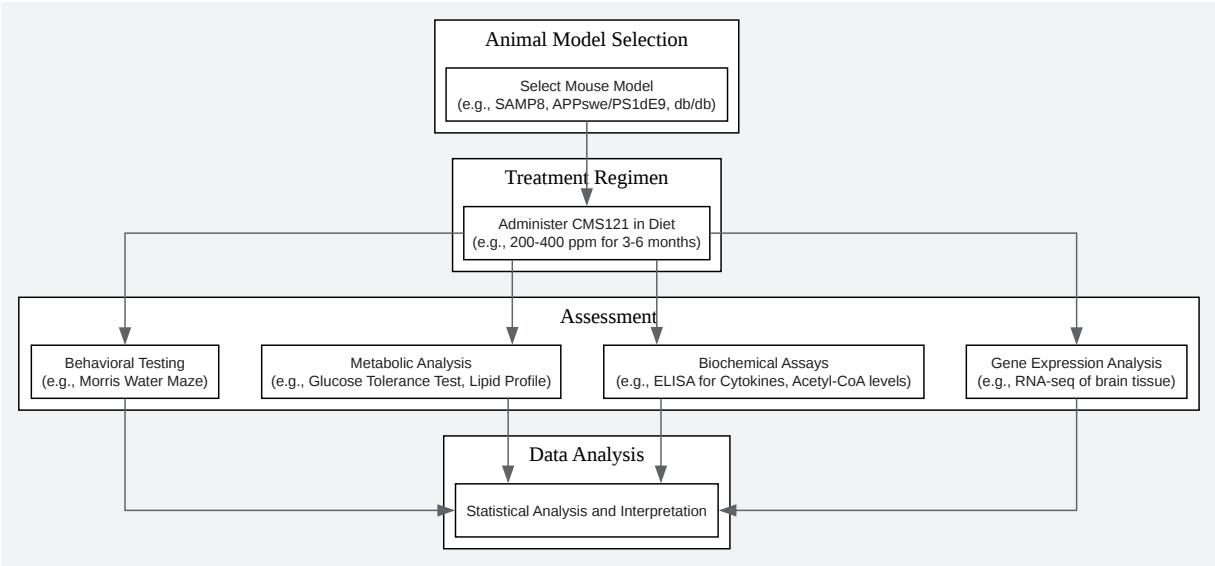 Animal Model Selection
Select Mouse Model
(e.g., SAMP8, APPswe/PS1dE9, db/db)
Treatment Regimen
Administer CMS121 in Diet
(e.g., 200-400 ppm for 3-6 months)
Assessment
Behavioral Testing
(e.g., Morris Water Maze)
Metabolic Analysis
(e.g., Glucose Tolerance Test, Lipid Profile)
Biochemical Assays
(e.g., ELISA for Cytokines, Acetyl-CoA levels)
Gene Expression Analysis
(e.g., RNA-seq of brain tissue)
Data Analysis
Statistical Analysis and Interpretation